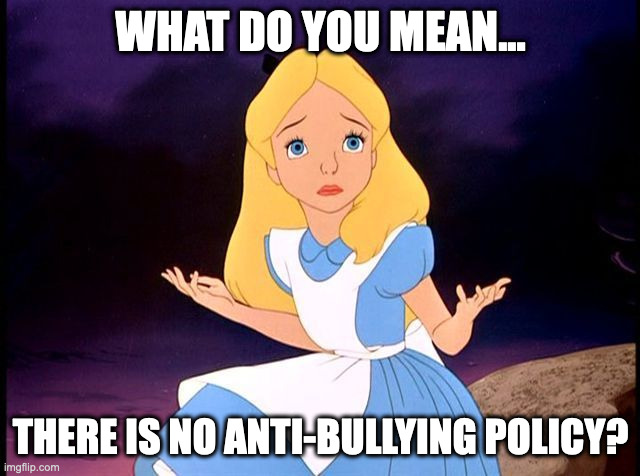 WHAT DO YOU MEAN...
THERE IS NO ANTI-BULLYING POLICY?
imgflip.com